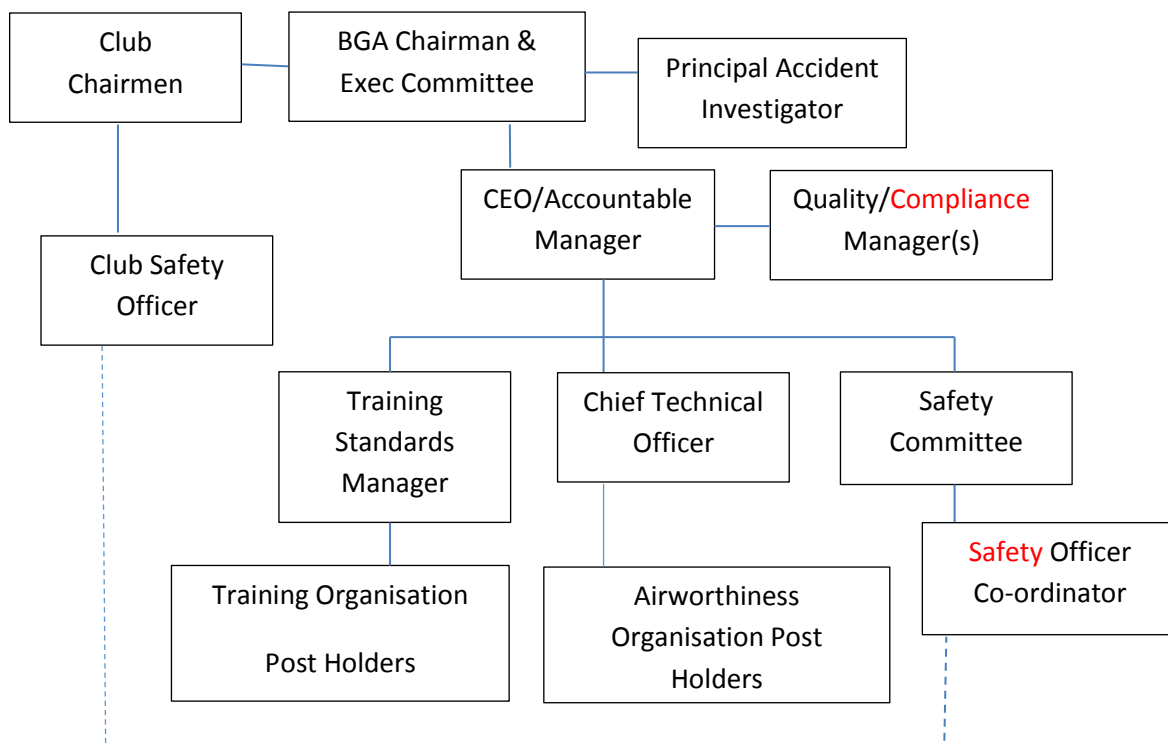 Club
Chairmen
BGA Chairman &
Exec Committee
Principal Accident
Investigator
CEO/Accountable
Manager
Quality/Compliance
Manager(s)
Club Safety
Officer
Training
Standards
Manager
Chief Technical
Officer
Safety
Committee
Safety Officer
Co-ordinator
Training Organisation
Post Holders
Airworthiness
Organisation Post
Holders